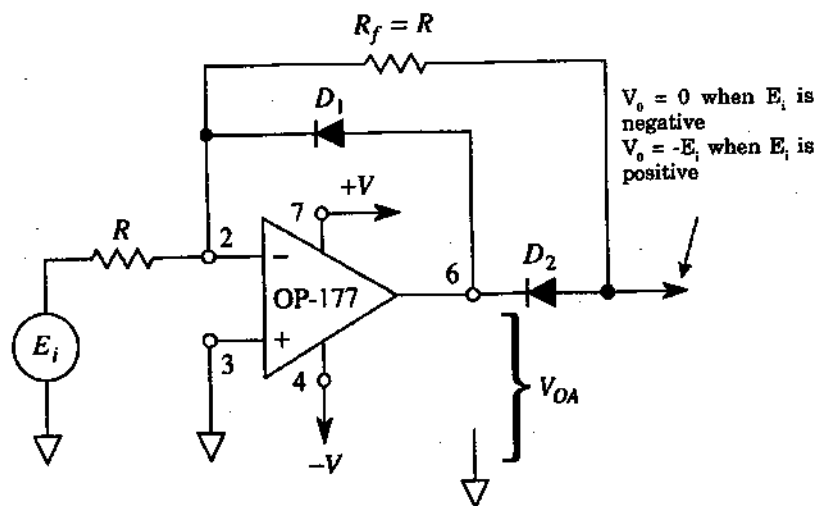 R_f = R
D_1
V_o = 0 when E_i is
negative
V_o = -E_i when E_i is
positive
+V
7
R
2
−
6
D_2
OP-177
E_i
3
+
4
V_OA
−V